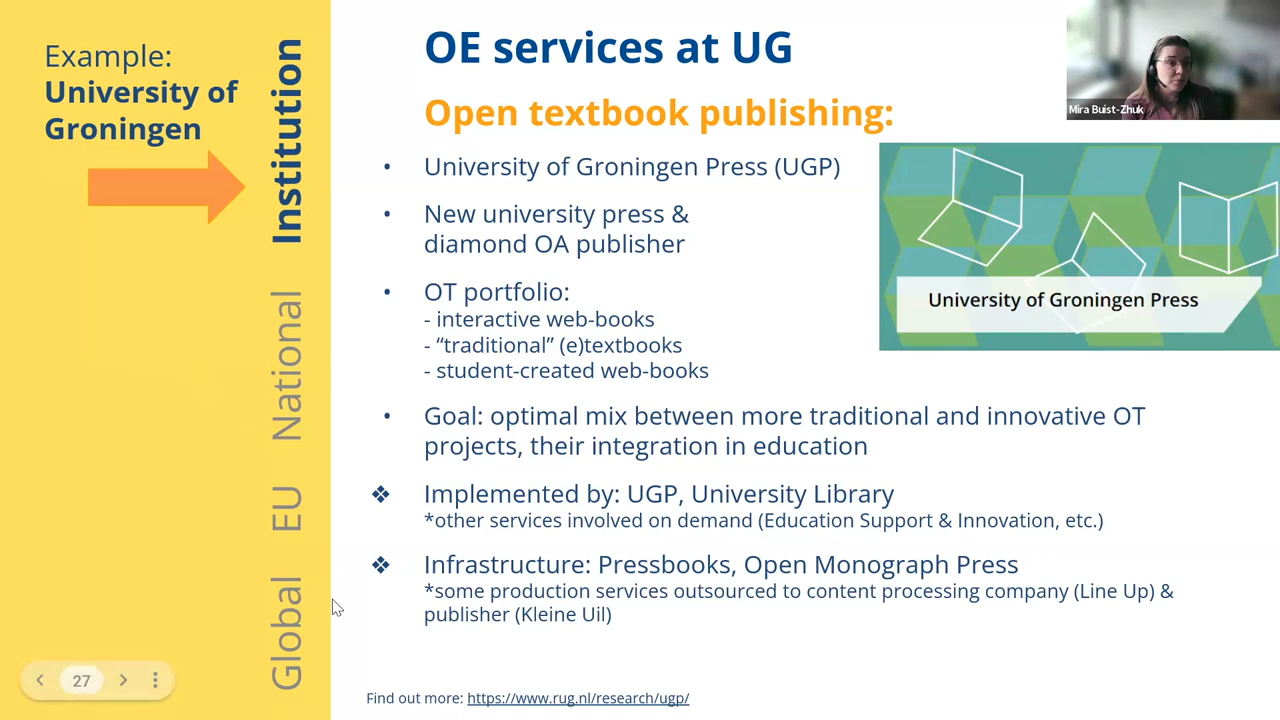 Example:
University of
Groningen
Institution
National
EU
Global
OE services at UG
Open textbook publishing:
• University of Groningen Press (UGP)
• New university press &
diamond OA publisher
• OT portfolio:
- interactive web-books
- “traditional” (e)textbooks
- student-created web-books
• Goal: optimal mix between more traditional and innovative OT
projects, their integration in education
❖ Implemented by: UGP, University Library
*other services involved on demand (Education Support & Innovation, etc.)
❖ Infrastructure: Pressbooks, Open Monograph Press
*some production services outsourced to content processing company (Line Up) &
publisher (Kleine Uil)
Find out more: https://www.rug.nl/research/ugp/
Mira Buist-Zhuk
University of Groningen Press
27